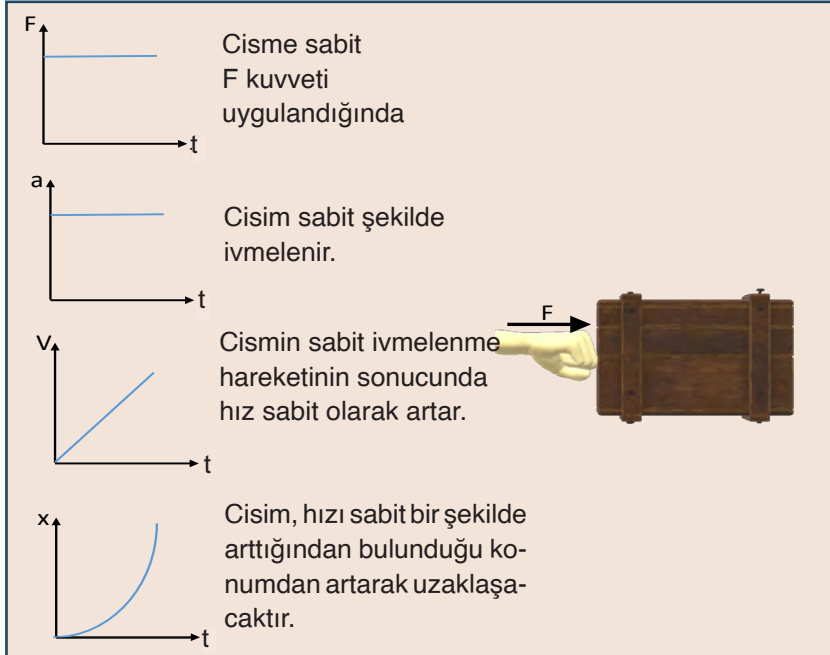 F
Cisme sabit
F kuvveti
uygulandığında
t
a
Cisim sabit şekilde
ivmelenir.
t
F
V
Cismin sabit ivmelenme
hareketinin sonucunda
hız sabit olarak artar.
t
x
Cisim, hızı sabit bir şekilde
arttığından bulunduğu ko-
numdan artarak uzaklaşa-
caktır.
t